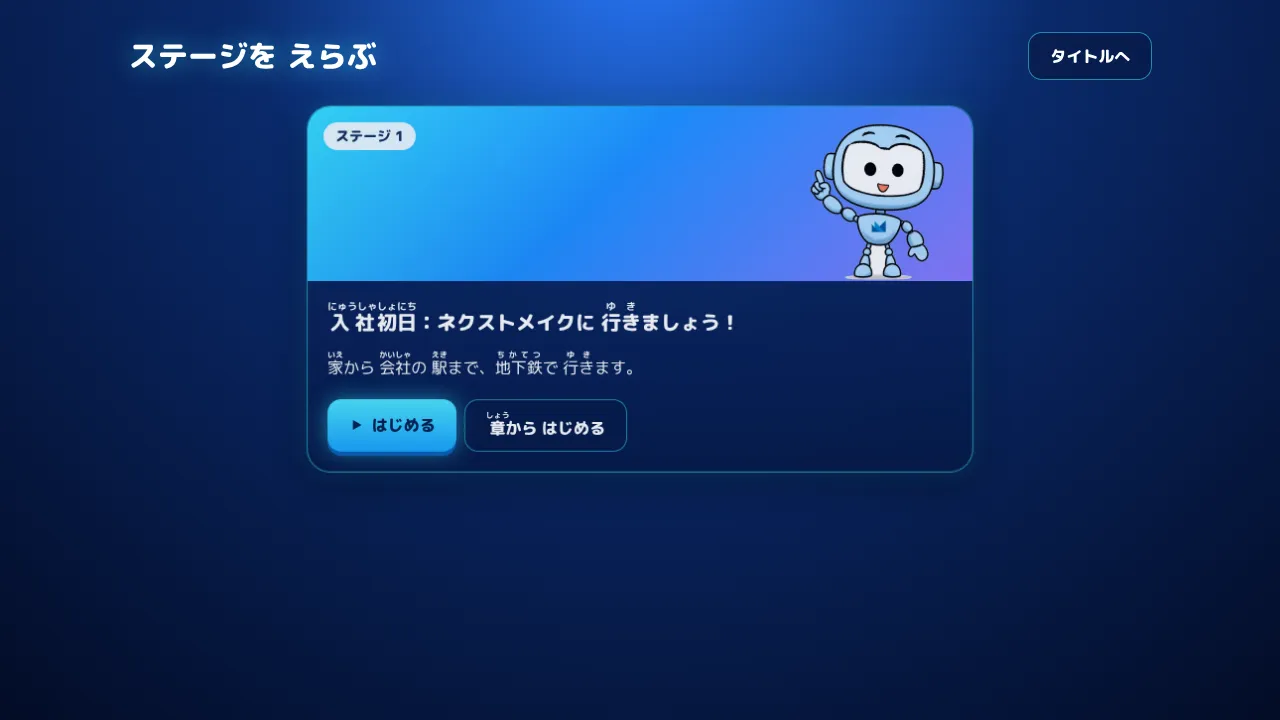 ステージを えらぶ
タイトルへ
ステージ 1
にゅうしゃしょにち ゆ き
入社初日：ネクストメイクに 行きましょう！
いえ かいしゃ えき ちかてつ ゆ き
家から 会社の 駅まで、地下鉄で 行きます。
▶ はじめる
しょう
章から はじめる